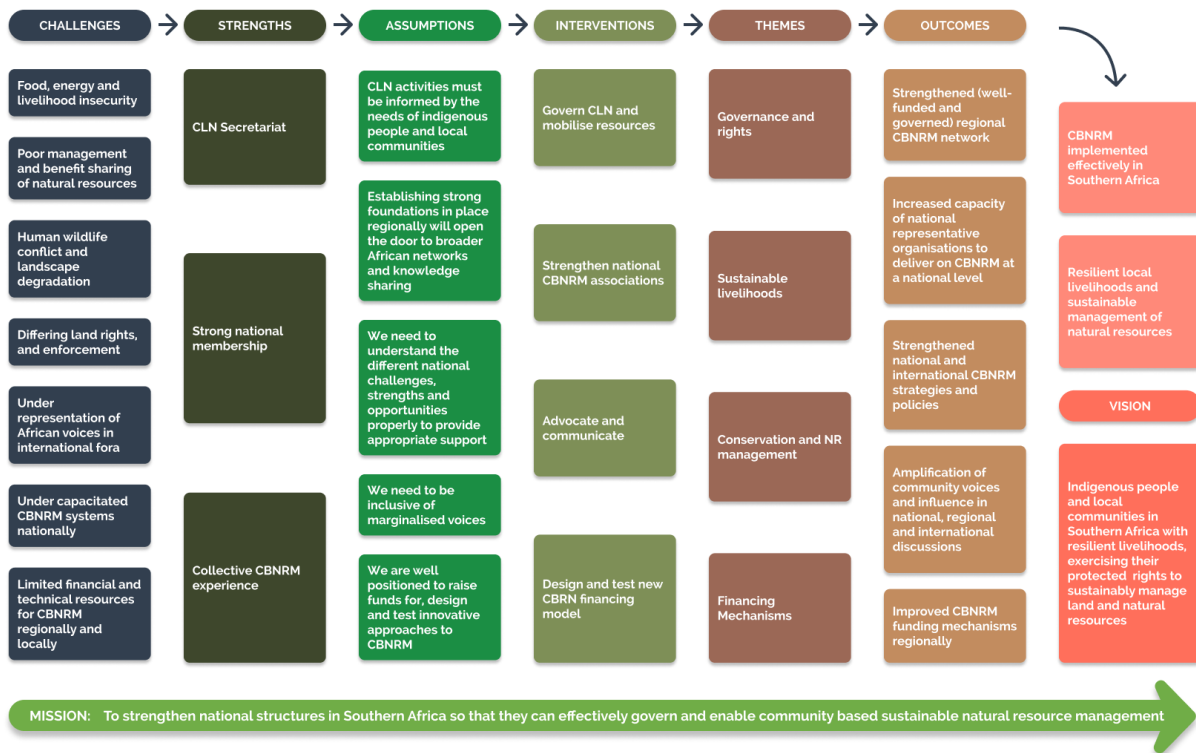 CHALLENGES
STRENGTHS
ASSUMPTIONS
INTERVENTIONS
THEMES
OUTCOMES
Food, energy and
livelihood insecurity
Poor management
and benefit sharing
of natural resources
Human wildlife
conflict and
landscape
degradation
Differing land rights,
and enforcement
Under
representation of
African voices in
international fora
Under capacitated
CBNRM systems
nationally
Limited financial and
technical resources
for CBNRM
regionally and
locally
CLN Secretariat
Strong national
membership
Collective CBNRM
experience
CLN activities must
be informed by the
needs of indigenous
people and local
communities
Establishing strong
foundations in place
regionally will open
the door to broader
African networks
and knowledge
sharing
We need to
understand the
different national
challenges,
strengths and
opportunities
properly to provide
appropriate support
We need to be
inclusive of
marginalised voices
We are well
positioned to raise
funds for, design
and test innovative
approaches to
CBNRM
Govern CLN and
mobilise resources
Strengthen national
CBNRM associations
Advocate and
communicate
Design and test new
CBRN financing
model
Governance and
rights
Sustainable
livelihoods
Conservation and NR
management
Financing
Mechanisms
Strengthened (well-
funded and
governed) regional
CBNRM network
Increased capacity
of national
representative
organisations to
deliver on CBNRM at
a national level
Strengthened
national and
international CBNRM
strategies and
policies
Amplification of
community voices
and influence in
national, regional
and international
discussions
Improved CBNRM
funding mechanisms
regionally
CBNRM
implemented
effectively in
Southern Africa
Resilient local
livelihoods and
sustainable
management of
natural resources
VISION
Indigenous people
and local
communities in
Southern Africa with
resilient livelihoods,
exercising their
protected rights to
sustainably manage
land and natural
resources
MISSION: To strengthen national structures in Southern Africa so that they can effectively govern and enable community based sustainable natural resource management